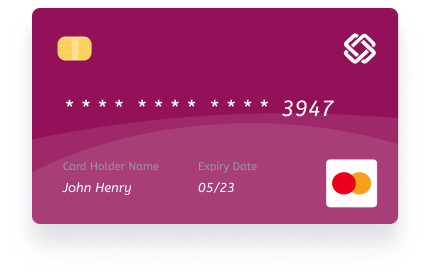 **** **** **** 3947
Card Holder Name
Expiry Date
John Henry
05/23